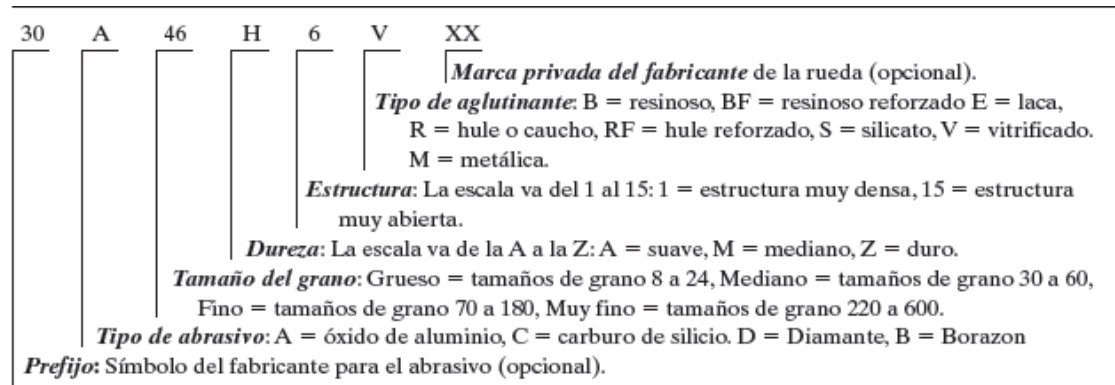 30 A 46 H 6 V XX
Marca privada del fabricante de la rueda (opcional).
Tipo de aglutinante: B = resinoso, BF = resinoso reforzado E = laca,
R = hule o caucho, RF = hule reforzado, S = silicato, V = vitrificado.
M = metálica.
Estructura: La escala va del 1 al 15: 1 = estructura muy densa, 15 = estructura
muy abierta.
Dureza: La escala va de la A a la Z: A = suave, M = mediano, Z = duro.
Tamaño del grano: Grueso = tamaños de grano 8 a 24, Mediano = tamaños de grano 30 a 60,
Fino = tamaños de grano 70 a 180, Muy fino = tamaños de grano 220 a 600.
Tipo de abrasivo: A = óxido de aluminio, C = carburo de silicio. D = Diamante, B = Borazon
Prefijo: Símbolo del fabricante para el abrasivo (opcional).